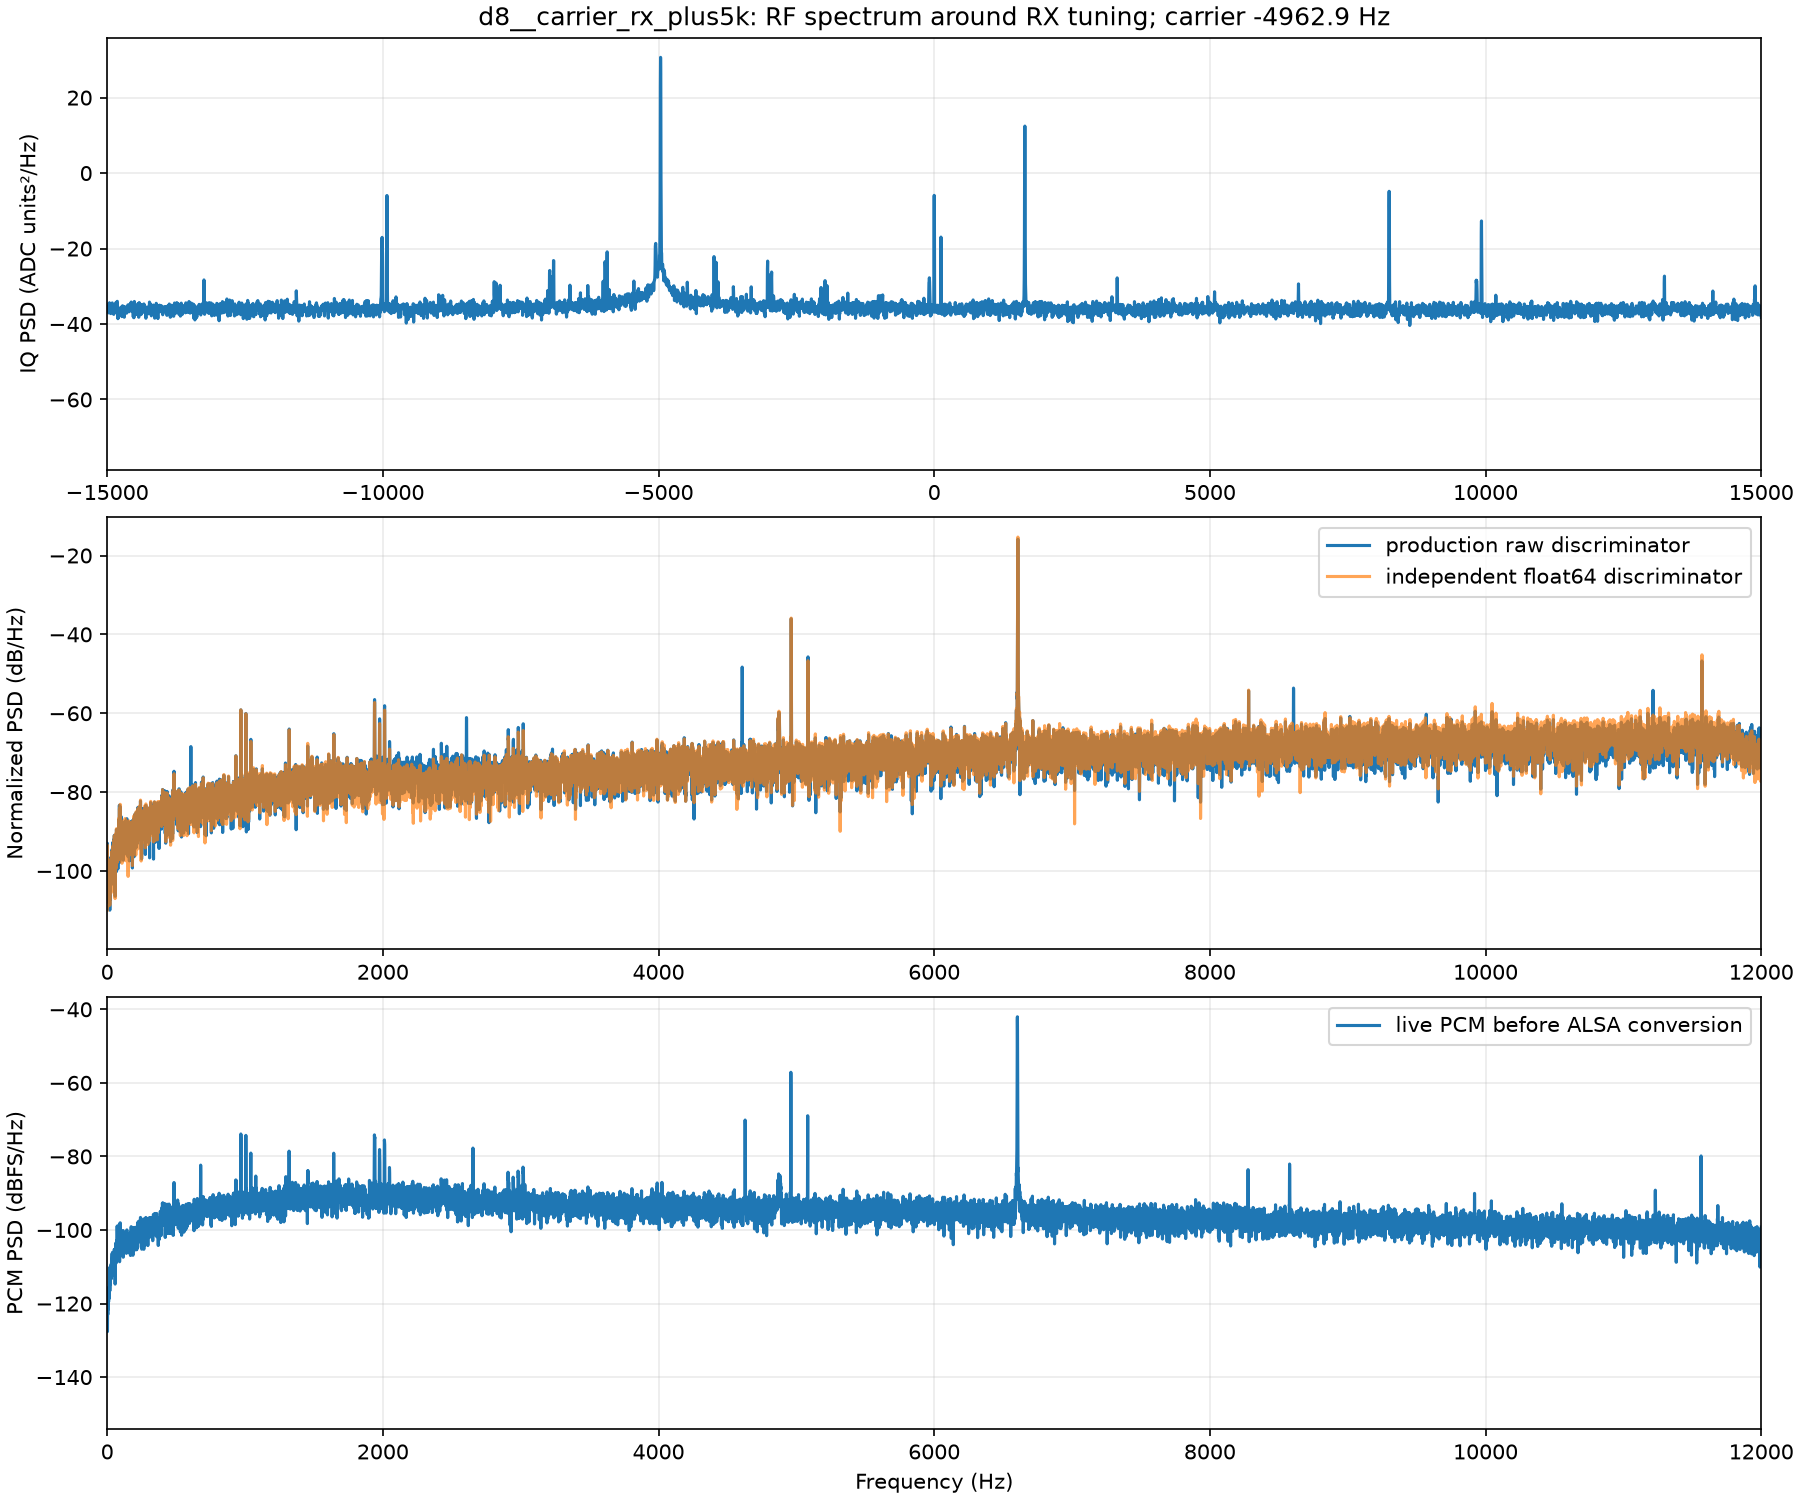 d8__carrier_rx_plus5k: RF spectrum around RX tuning; carrier -4962.9 Hz
IQ PSD (ADC units²/Hz)
20
0
−20
−40
−60
−15000 −10000 −5000 0 5000 10000 15000
Normalized PSD (dB/Hz)
production raw discriminator
independent float64 discriminator
−20
−40
−60
−80
−100
0 2000 4000 6000 8000 10000 12000
PCM PSD (dBFS/Hz)
live PCM before ALSA conversion
−40
−60
−80
−100
−120
−140
0 2000 4000 6000 8000 10000 12000
Frequency (Hz)